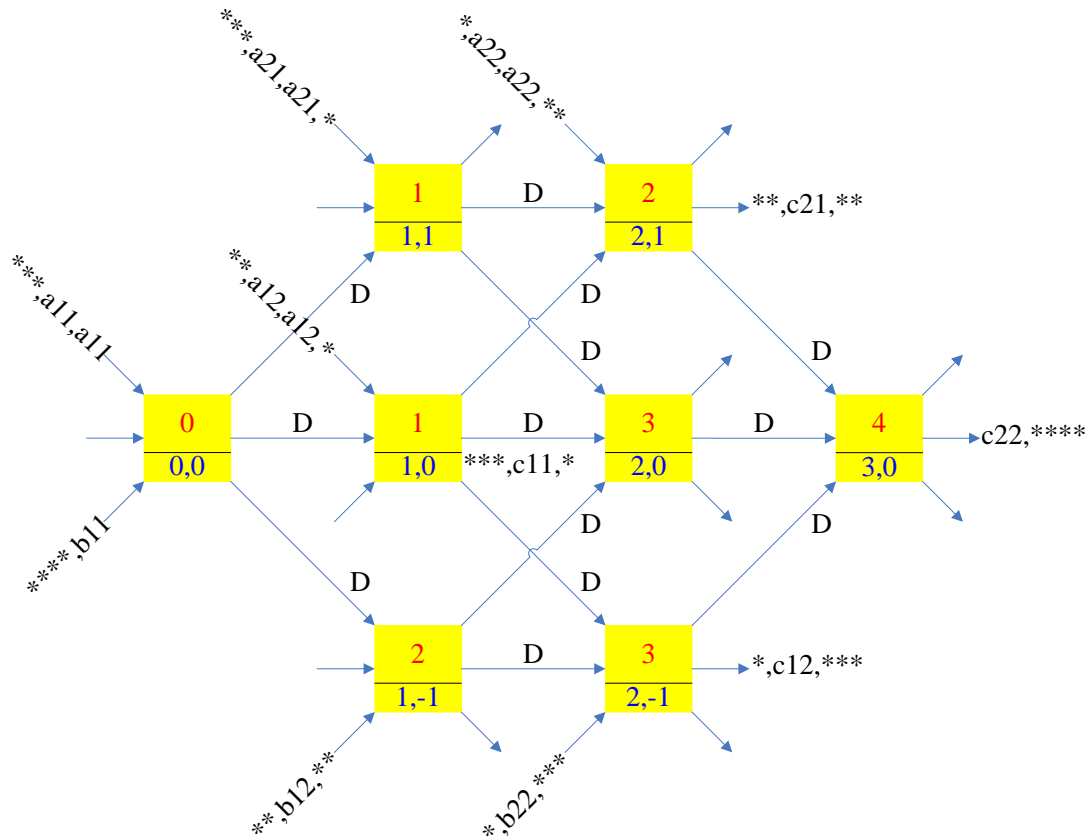 ***,a21,a21,*
*,a22,a22,**
1
D
2
**,c21,**
1,1
2,1
***,a11,a11
**,a12,a12,*
D
D
D
D
0
D
1
D
3
D
4
c22,****
0,0
1,0
***,c11,*
2,0
3,0
****,b11
D
D
D
D
2
D
3
*,c12,***
1,-1
2,-1
**,b12,**
*,b22,***